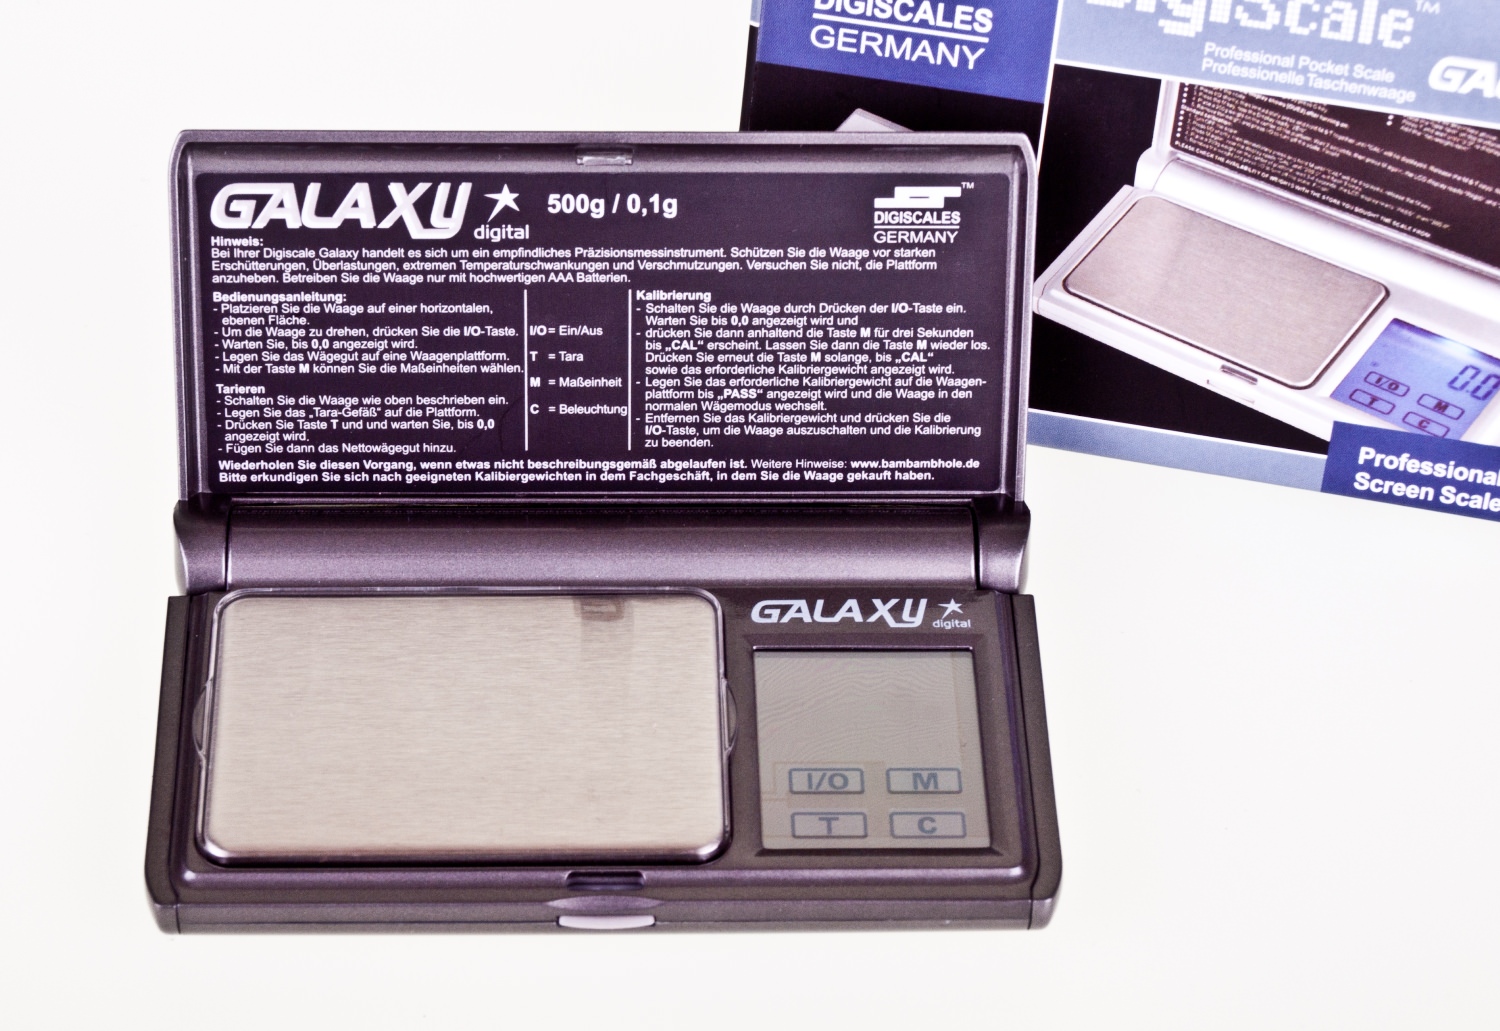 GALAXY
digital
500g / 0,1g
TM
DIGISCALES
GERMANY
Hinweis:
Bei Ihrer Digiscale Galaxy handelt es sich um ein empfindliches Präzisionsmessinstrument. Schützen Sie die Waage vor starken
Erschütterungen, Überlastungen, extremen Temperaturschwankungen und Verschmutzungen. Versuchen Sie nicht, die Plattform
anzuheben. Betreiben Sie die Waage nur mit hochwertigen AAA Batterien.
Bedienungsanleitung:
- Platzieren Sie die Waage auf einer horizontalen,
ebenen Fläche.
- Um die Waage zu drehen, drücken Sie die I/O-Taste.
- Warten Sie, bis 0,0 angezeigt wird.
- Legen Sie das Wägegut auf eine Waagenplattform.
- Mit der Taste M können Sie die Maßeinheiten wählen.
Tarieren
- Schalten Sie die Waage wie oben beschrieben ein.
- Legen Sie das „Tara-Gefäß" auf die Plattform.
- Drücken Sie Taste T und und warten Sie, bis 0,0
angezeigt wird.
- Fügen Sie dann das Nettowägegut hinzu.
I/O = Ein/Aus
T = Tara
M = Maßeinheit
C = Beleuchtung
Kalibrierung
- Schalten Sie die Waage durch Drücken der I/O-Taste ein.
Warten Sie bis 0,0 angezeigt wird und
- drücken Sie dann anhaltend die Taste M für drei Sekunden
bis „CAL" erscheint. Lassen Sie dann die Taste M wieder los.
Drücken Sie erneut die Taste M solange, bis „CAL"
sowie das erforderliche Kalibriergewicht angezeigt wird.
- Legen Sie das erforderliche Kalibriergewicht auf die Waagen-
plattform bis „PASS" angezeigt wird und die Waage in den
normalen Wägemodus wechselt.
- Entfernen Sie das Kalibriergewicht und drücken Sie die
I/O-Taste, um die Waage auszuschalten und die Kalibrierung
zu beenden.
Wiederholen Sie diesen Vorgang, wenn etwas nicht beschreibungsgemäß abgelaufen ist. Weitere Hinweise: www.bambambhole.de
Bitte erkundigen Sie sich nach geeigneten Kalibiergewichten in dem Fachgeschäft, in dem Sie die Waage gekauft haben.
GALAXY
digital
I/O M
T C
DIGISCALES
GERMANY
DigiScale TM
Professional Pocket Scale
Professionelle Taschenwaage
GA
I/O M
T C
0.0
Professional
Screen Scale